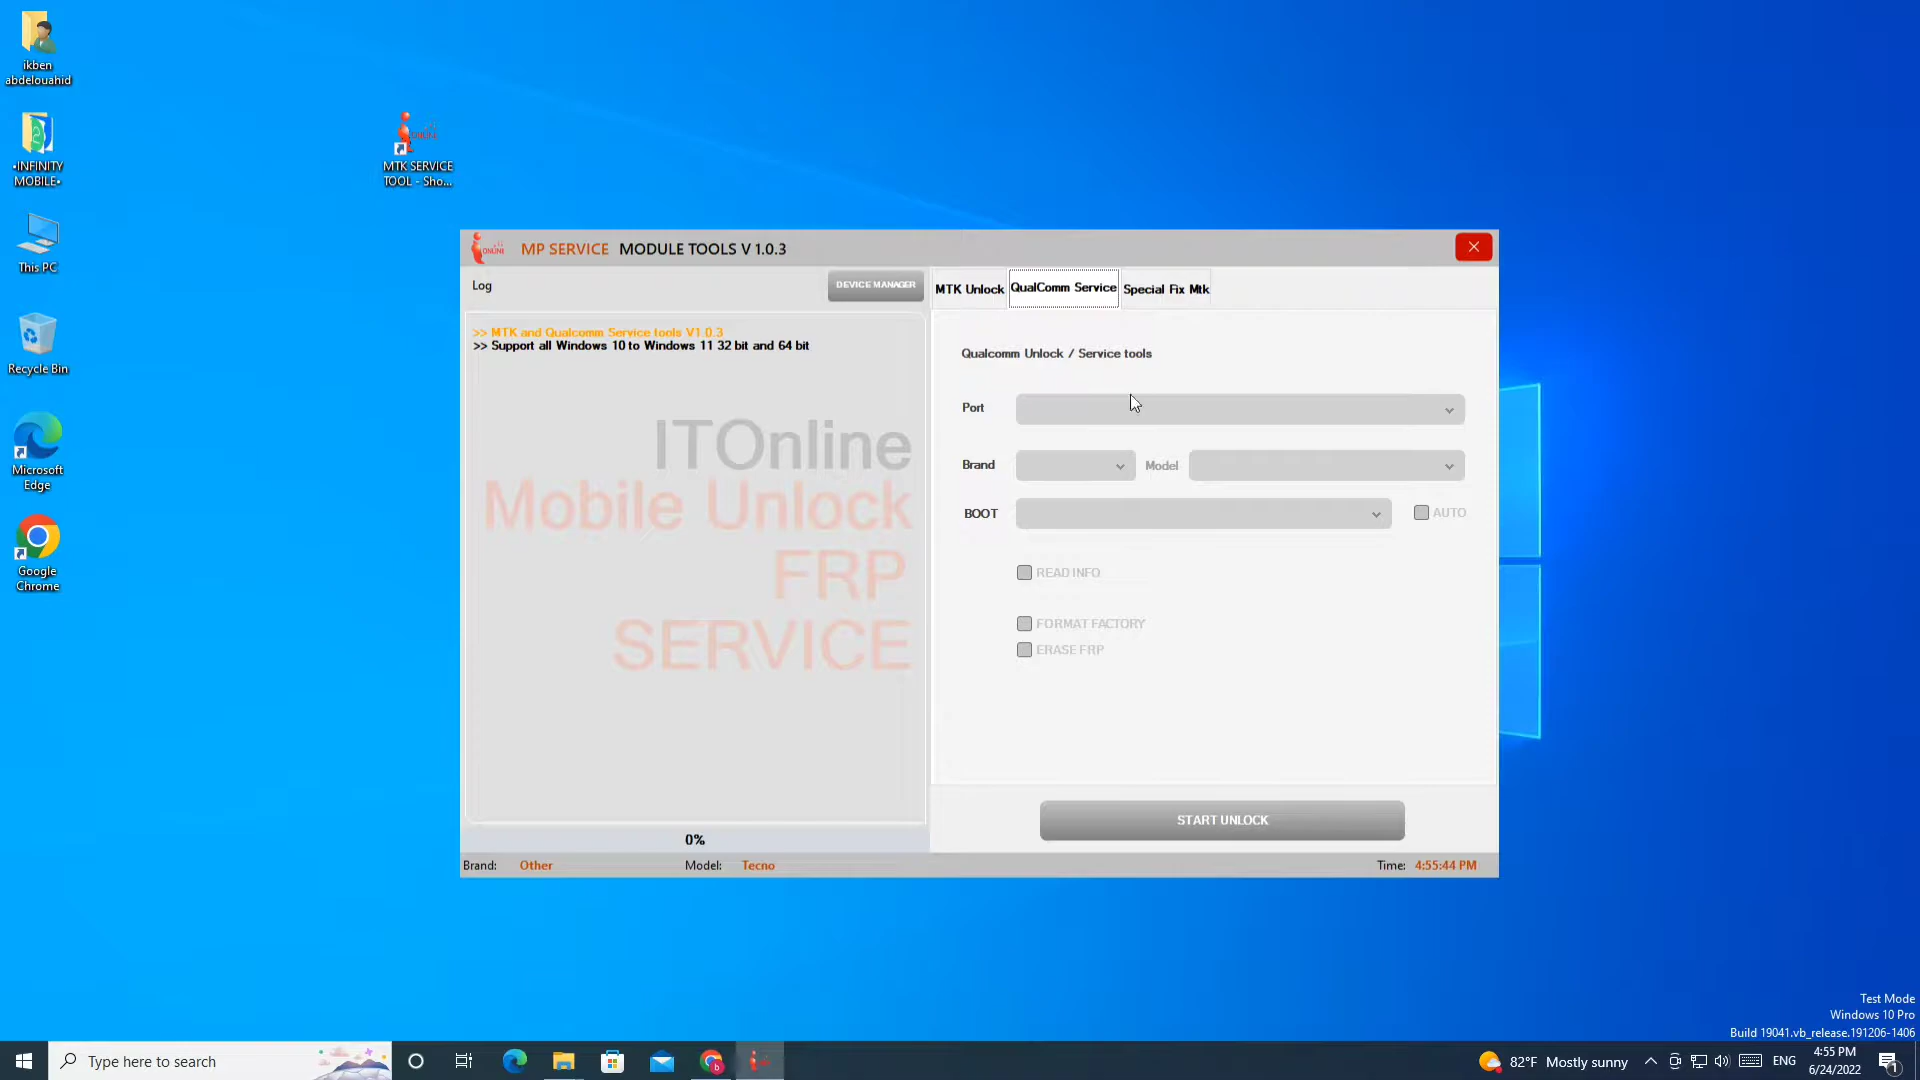 ikben
abdelouahid
•INFINITY
MOBILE•
This PC
Recycle Bin
Microsoft
Edge
Google
Chrome
MTK SERVICE
TOOL - Sho...
MP SERVICE MODULE TOOLS V 1.0.3
Log
DEVICE MANAGER
>> MTK and Qualcomm Service tools V1.0.3
>> Support all Windows 10 to Windows 11 32 bit and 64 bit
ITOnline
Mobile Unlock
FRP
SERVICE
0%
MTK Unlock
QualComm Service
Special Fix Mtk
Qualcomm Unlock / Service tools
Port
Brand
Model
BOOT
AUTO
READ INFO
FORMAT FACTORY
ERASE FRP
START UNLOCK
Brand: Other
Model: Tecno
Time: 4:55:44 PM
Test Mode
Windows 10 Pro
Build 19041.vb_release.191206-1406
Type here to search
82°F Mostly sunny
ENG
4:55 PM
6/24/2022
1